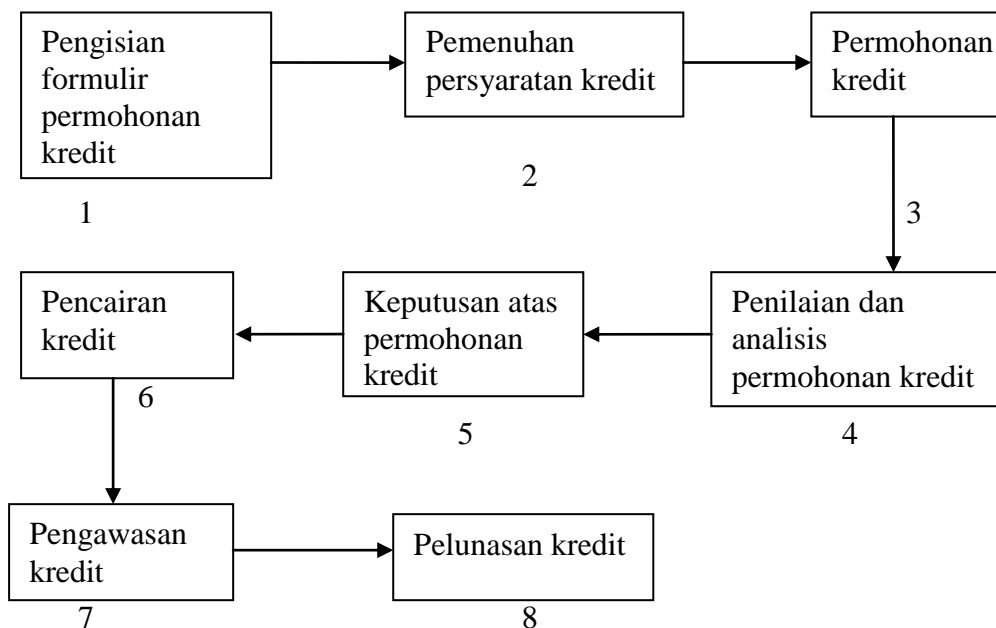 Pengisian
formulir
permohonan
kredit
1
Pemenuhan
persyaratan kredit
2
Permohonan
kredit
3
Penilaian dan
analisis
permohonan kredit
4
Keputusan atas
permohonan
kredit
5
Pencairan
kredit
6
Pengawasan
kredit
7
Pelunasan kredit
8